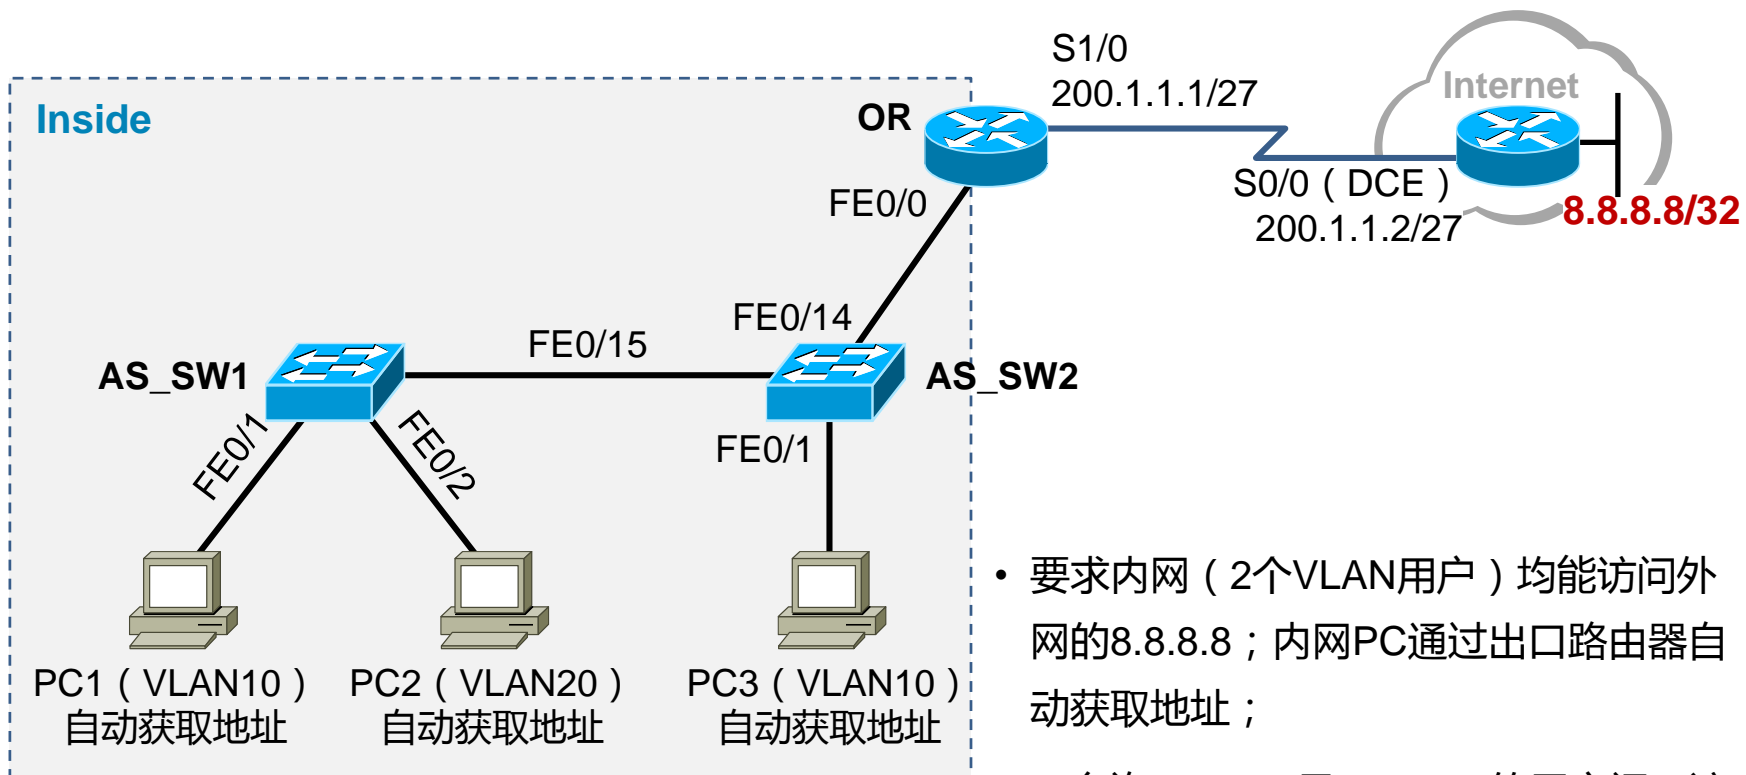 Inside
OR
S1/0
200.1.1.1/27
Internet
S0/0（DCE）
200.1.1.2/27
8.8.8.8/32
FE0/0
FE0/14
FE0/15
AS_SW1
AS_SW2
FE0/1
FE0/2
FE0/1
PC1（VLAN10）
自动获取地址
PC2（VLAN20）
自动获取地址
PC3（VLAN10）
自动获取地址
• 要求内网（2个VLAN用户）均能访问外
网的8.8.8.8；内网PC通过出口路由器自
动获取地址；